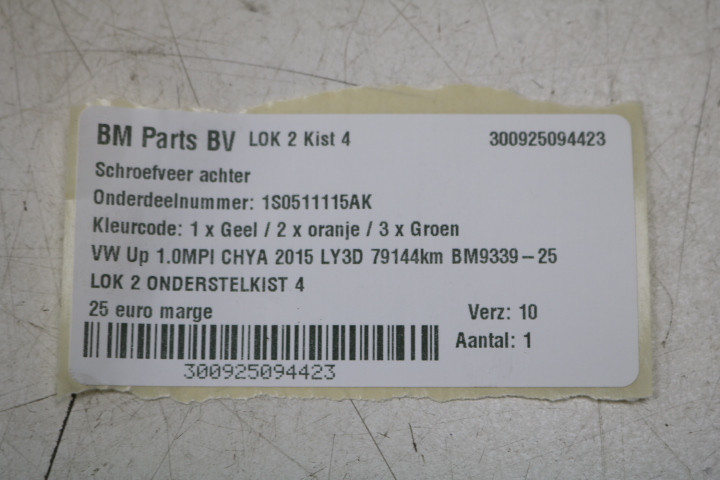 BM Parts BV LOK 2 Kist 4 300925094423
Schroefveer achter
Onderdeelnummer: 1S0511115AK
Kleurcode: 1 x Geel / 2 x oranje / 3 x Groen
VW Up 1.0MPI CHYA 2015 LY3D 79144km BM9339-25
LOK 2 ONDERSTELKIST 4
25 euro marge Verz: 10
Aantal: 1
300925094423